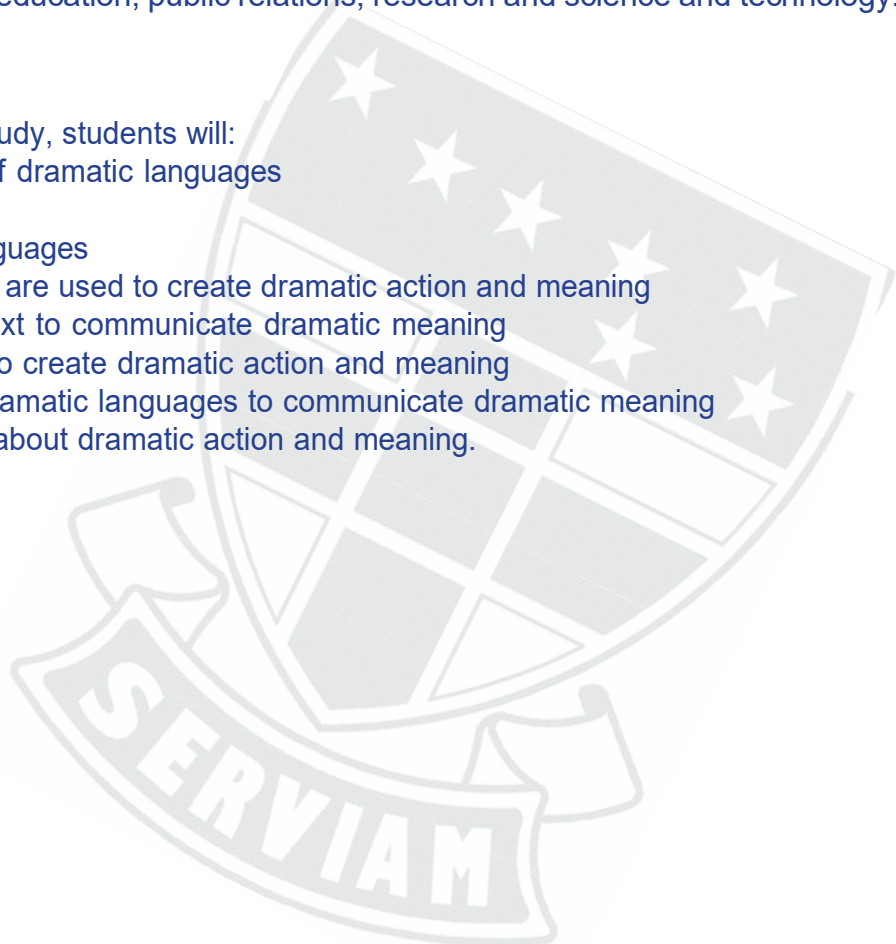 education, public relations, research and science and technology.
udy, students will:
f dramatic languages
guages
are used to create dramatic action and meaning
xt to communicate dramatic meaning
o create dramatic action and meaning
amatic languages to communicate dramatic meaning
about dramatic action and meaning.
SERVIAM